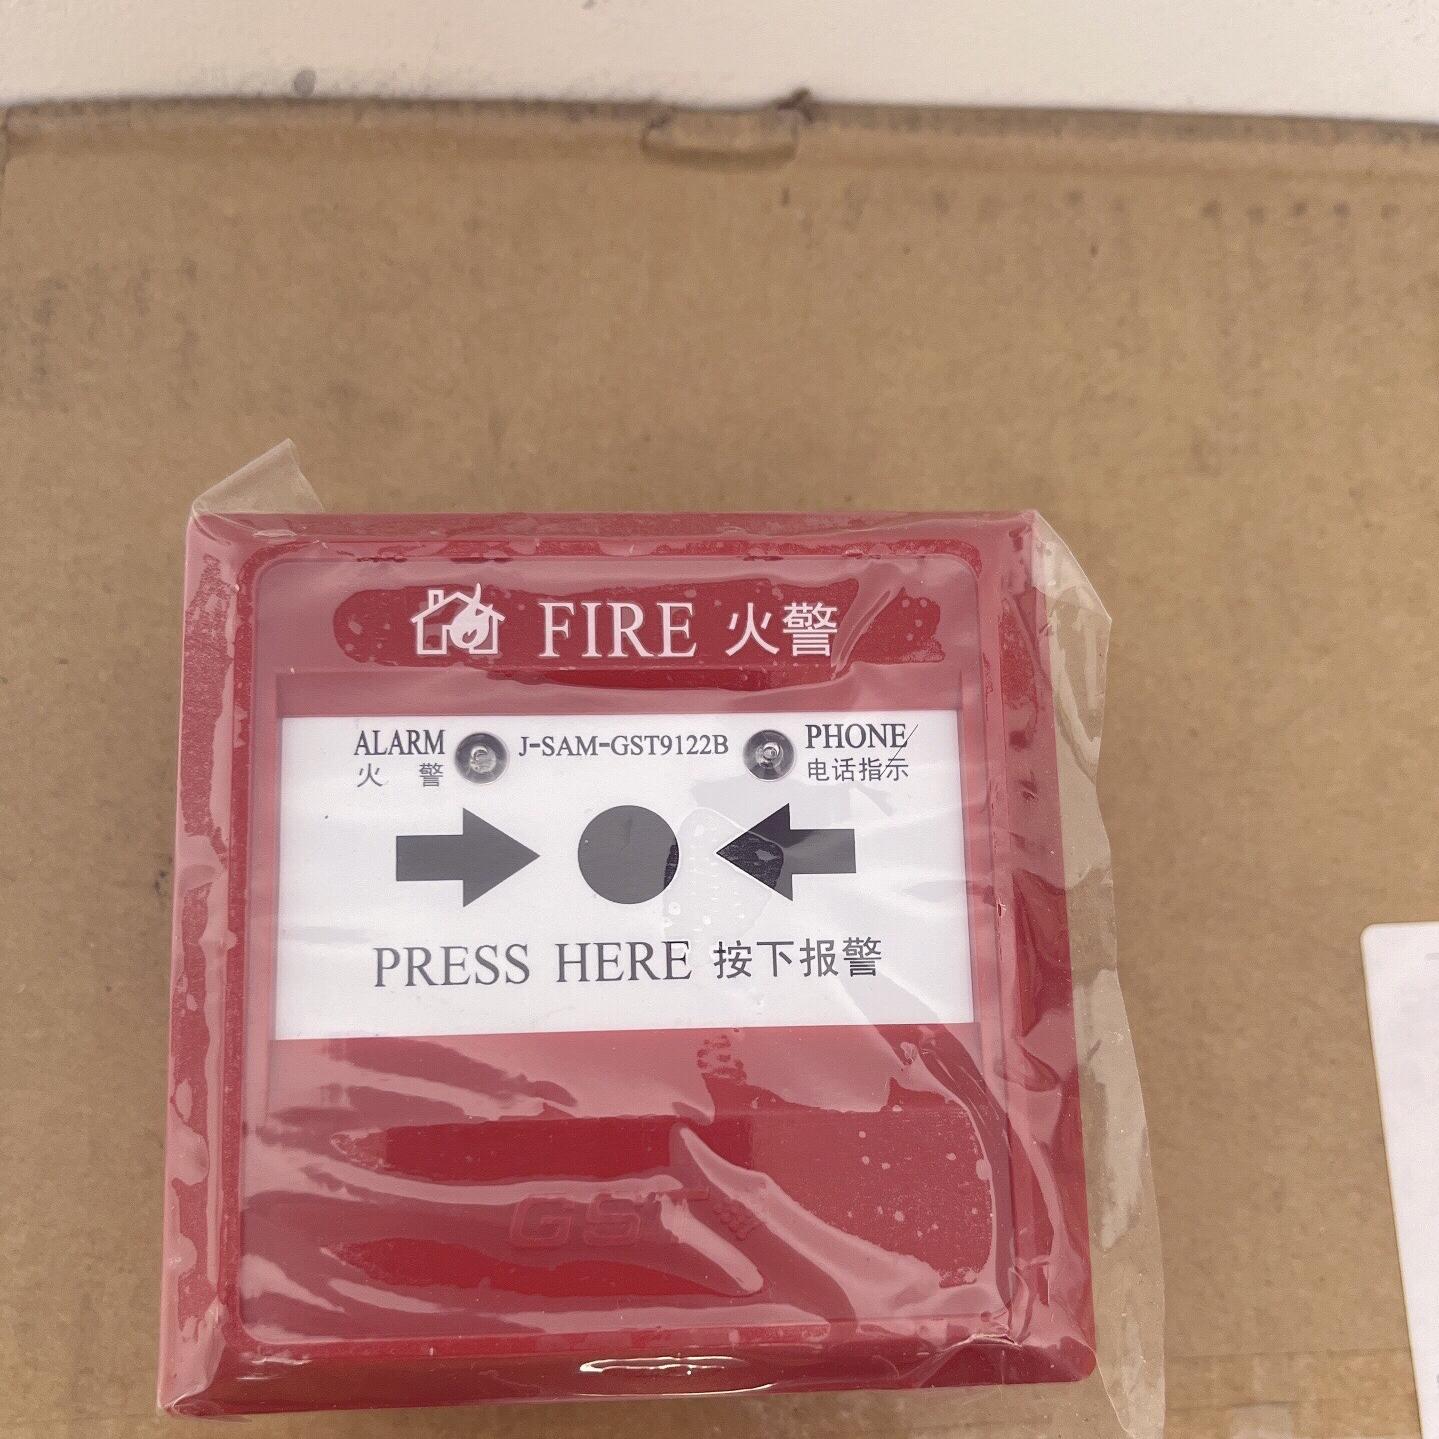 FIRE 火警
ALARM J-SAM-GST9122B PHONE
火 警 电话指示
PRESS HERE 按下报警
GST